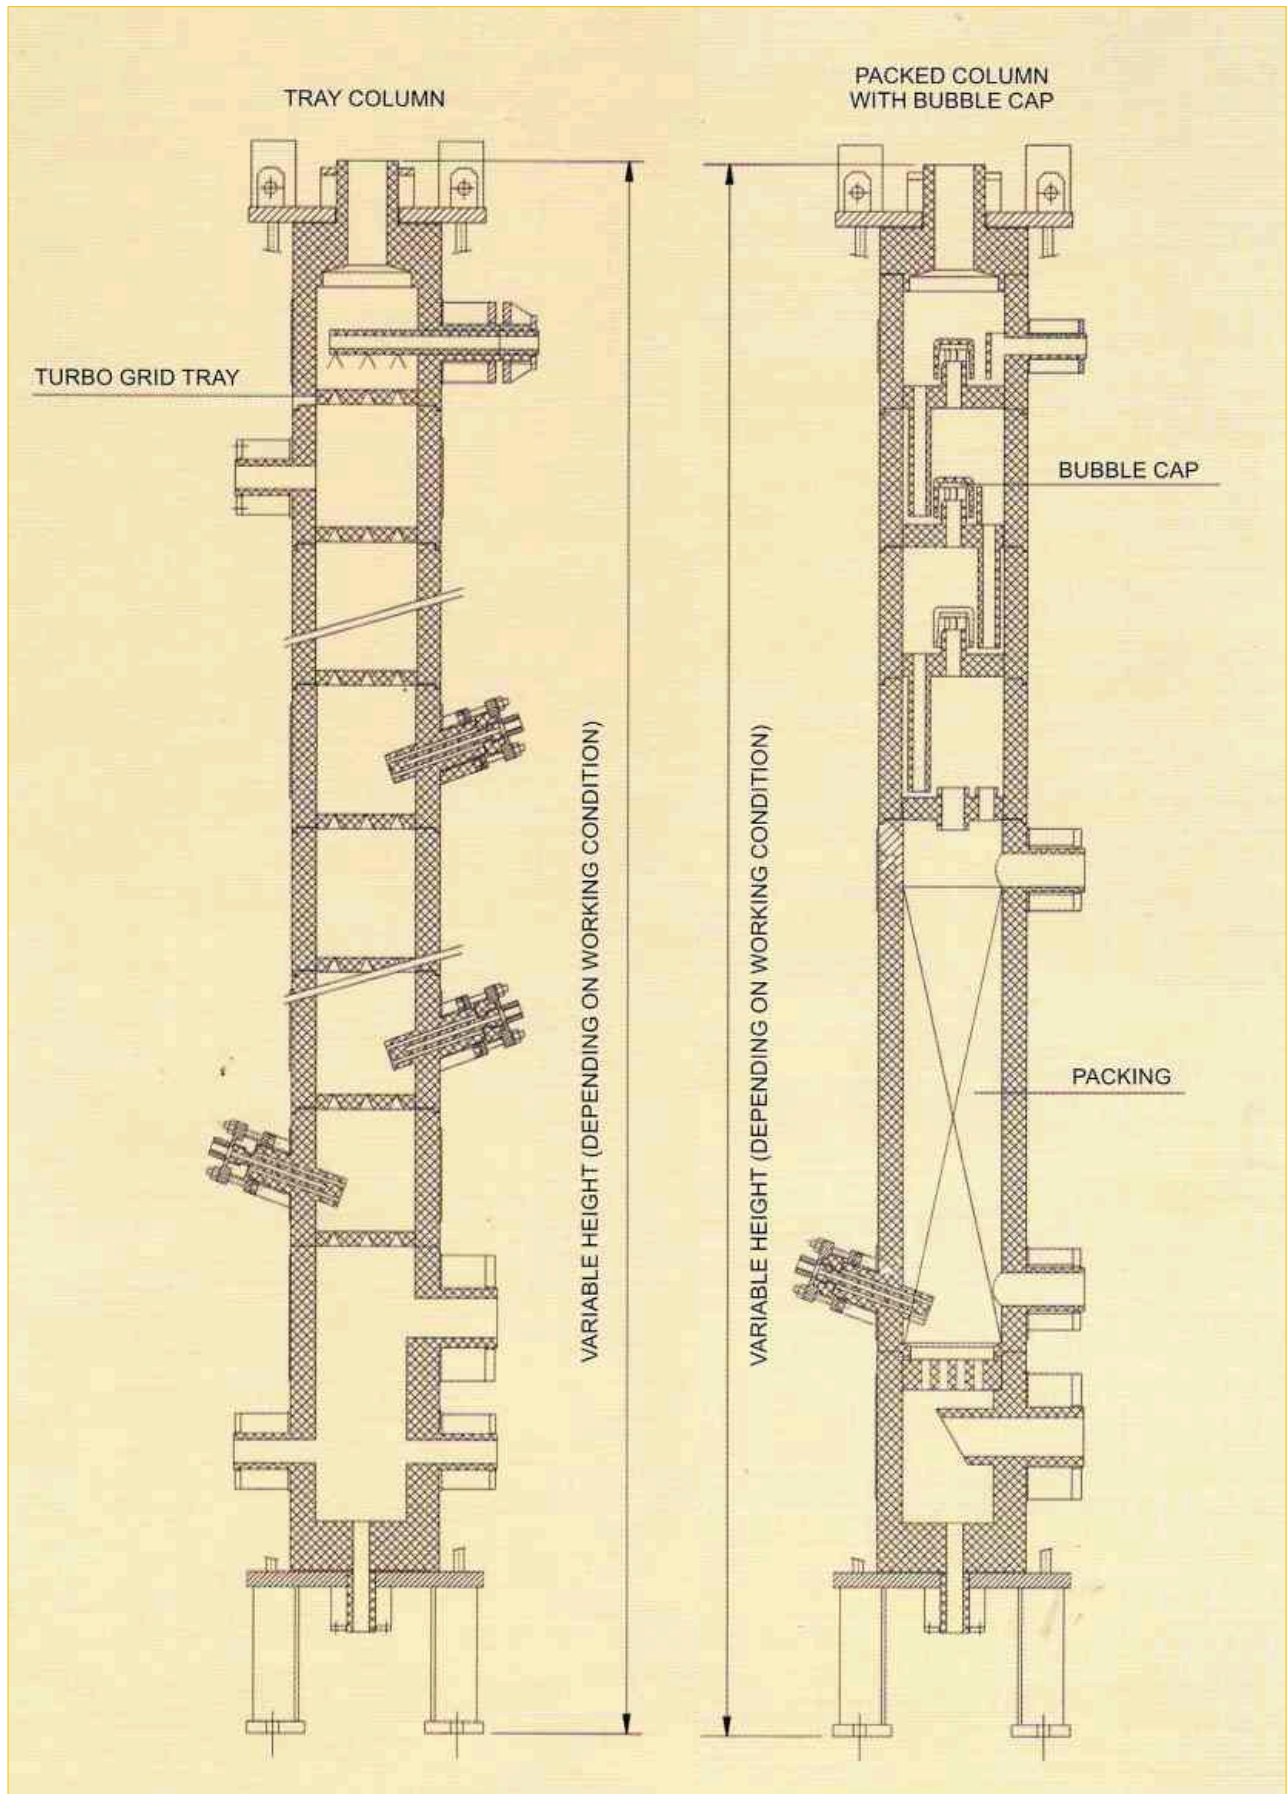 TRAY COLUMN
PACKED COLUMN
WITH BUBBLE CAP
TURBO GRID TRAY
BUBBLE CAP
VARIABLE HEIGHT (DEPENDING ON WORKING CONDITION)
VARIABLE HEIGHT (DEPENDING ON WORKING CONDITION)
PACKING